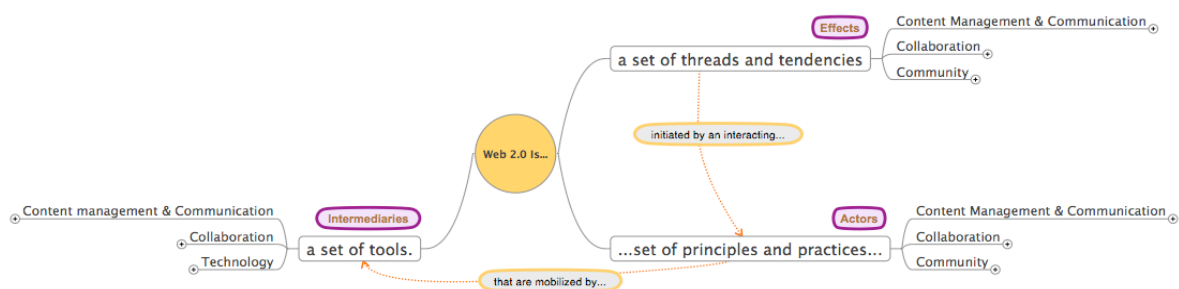 Effects
Content Management & Communication
a set of threads and tendencies
Collaboration
Community
initiated by an interacting...
Web 2.0 Is...
Content management & Communication
Intermediaries
Collaboration
a set of tools.
Technology
Actors
Content Management & Communication
...set of principles and practices...
Collaboration
Community
that are mobilized by...